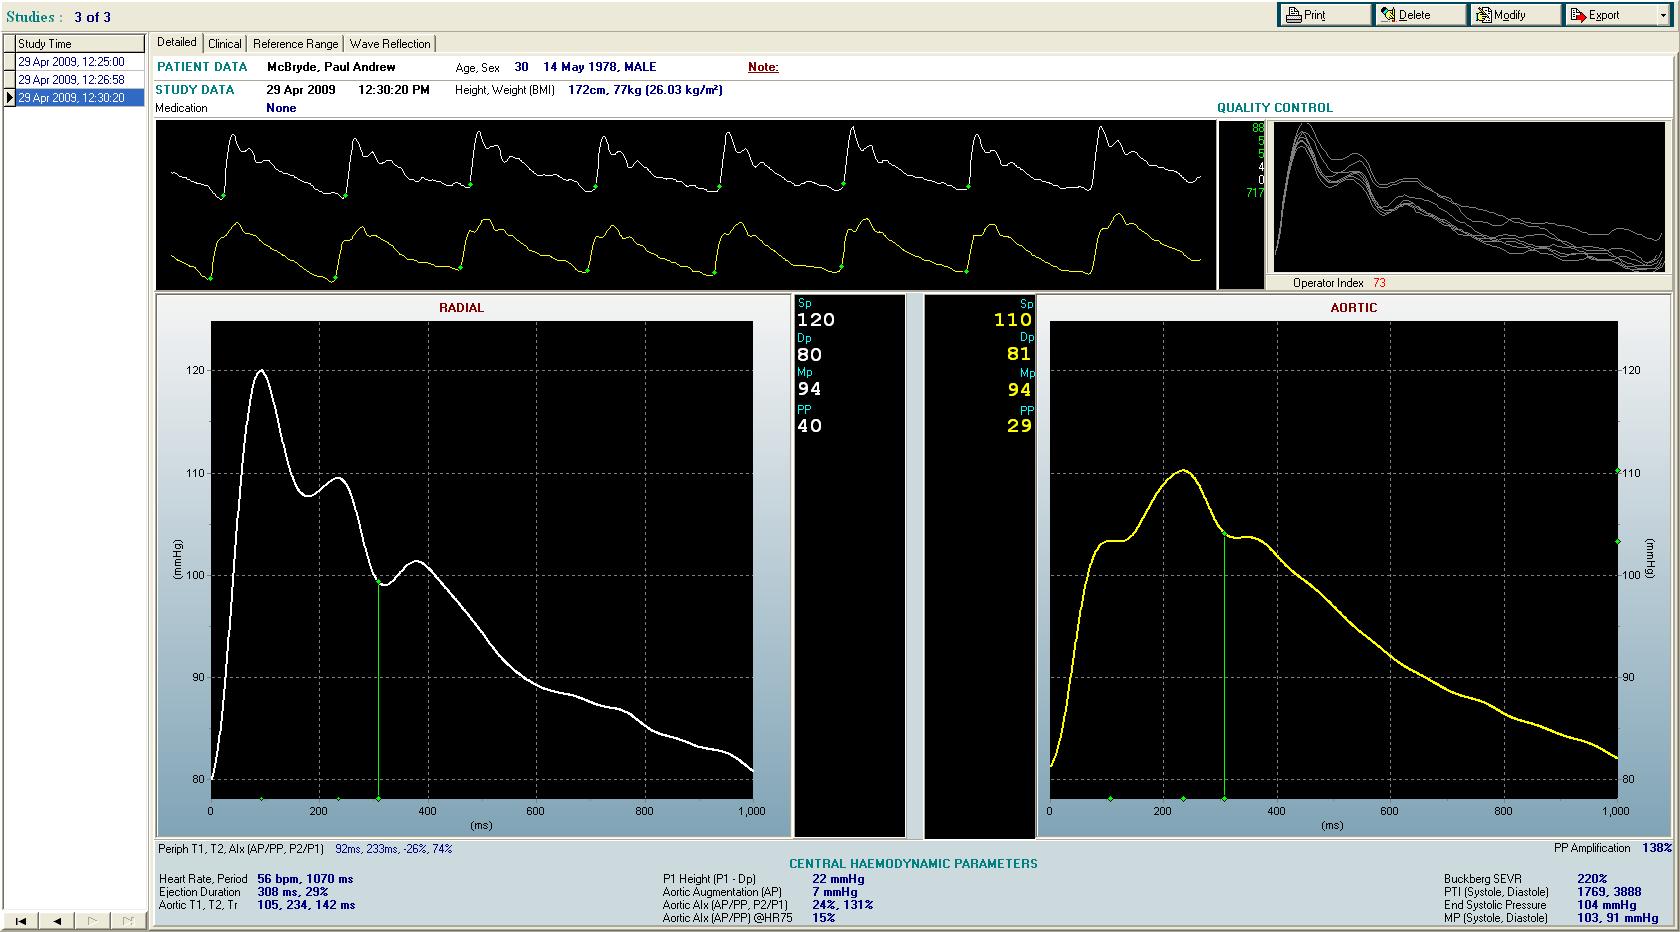 Studies : 3 of 3
Print Delete Modify Export
Study Time
29 Apr 2009, 12:25:00
29 Apr 2009, 12:26:58
29 Apr 2009, 12:30:20
Detailed Clinical Reference Range Wave Reflection
PATIENT DATA McBryde, Paul Andrew Age, Sex 30 14 May 1978, MALE Note:
STUDY DATA 29 Apr 2009 12:30:20 PM Height, Weight (BMI) 172cm, 77kg (26.03 kg/m²)
Medication None
QUALITY CONTROL
88
5
5
4
0
717
Operator Index 73
RADIAL
120
110
100
90
80
(mmHg)
0 200 400 600 800 1,000
(ms)
Sp
120
Dp
80
Mp
94
PP
40
Sp
110
Dp
81
Mp
94
PP
29
AORTIC
120
110
100
90
80
(mmHg)
0 200 400 600 800 1,000
(ms)
Periph T1, T2, AIx (AP/PP, P2/P1) 92ms, 233ms, -26%, 74%
PP Amplification 138%
CENTRAL HAEMODYNAMIC PARAMETERS
Heart Rate, Period 56 bpm, 1070 ms
Ejection Duration 308 ms, 29%
Aortic T1, T2, Tr 105, 234, 142 ms
P1 Height (P1 - Dp) 22 mmHg
Aortic Augmentation (AP) 7 mmHg
Aortic AIx (AP/PP, P2/P1) 24%, 131%
Aortic AIx (AP/PP) @HR75 15%
Buckberg SEVR 220%
PTI (Systole, Diastole) 1769, 3888
End Systolic Pressure 104 mmHg
MP (Systole, Diastole) 103, 91 mmHg